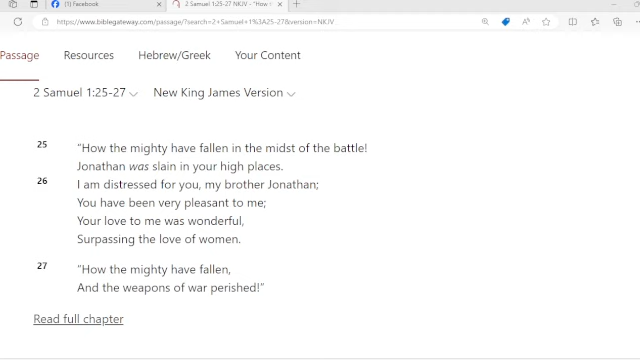 Facebook
2 Samuel 1:25-27 NKJV - "How t
https://www.biblegateway.com/passage/?search=2+Samuel+1%3A25-27&version=NKJV
Passage Resources Hebrew/Greek Your Content
2 Samuel 1:25-27 New King James Version
25 "How the mighty have fallen in the midst of the battle!
Jonathan was slain in your high places.
26 I am distressed for you, my brother Jonathan;
You have been very pleasant to me;
Your love to me was wonderful,
Surpassing the love of women.
27 "How the mighty have fallen,
And the weapons of war perished!"
Read full chapter